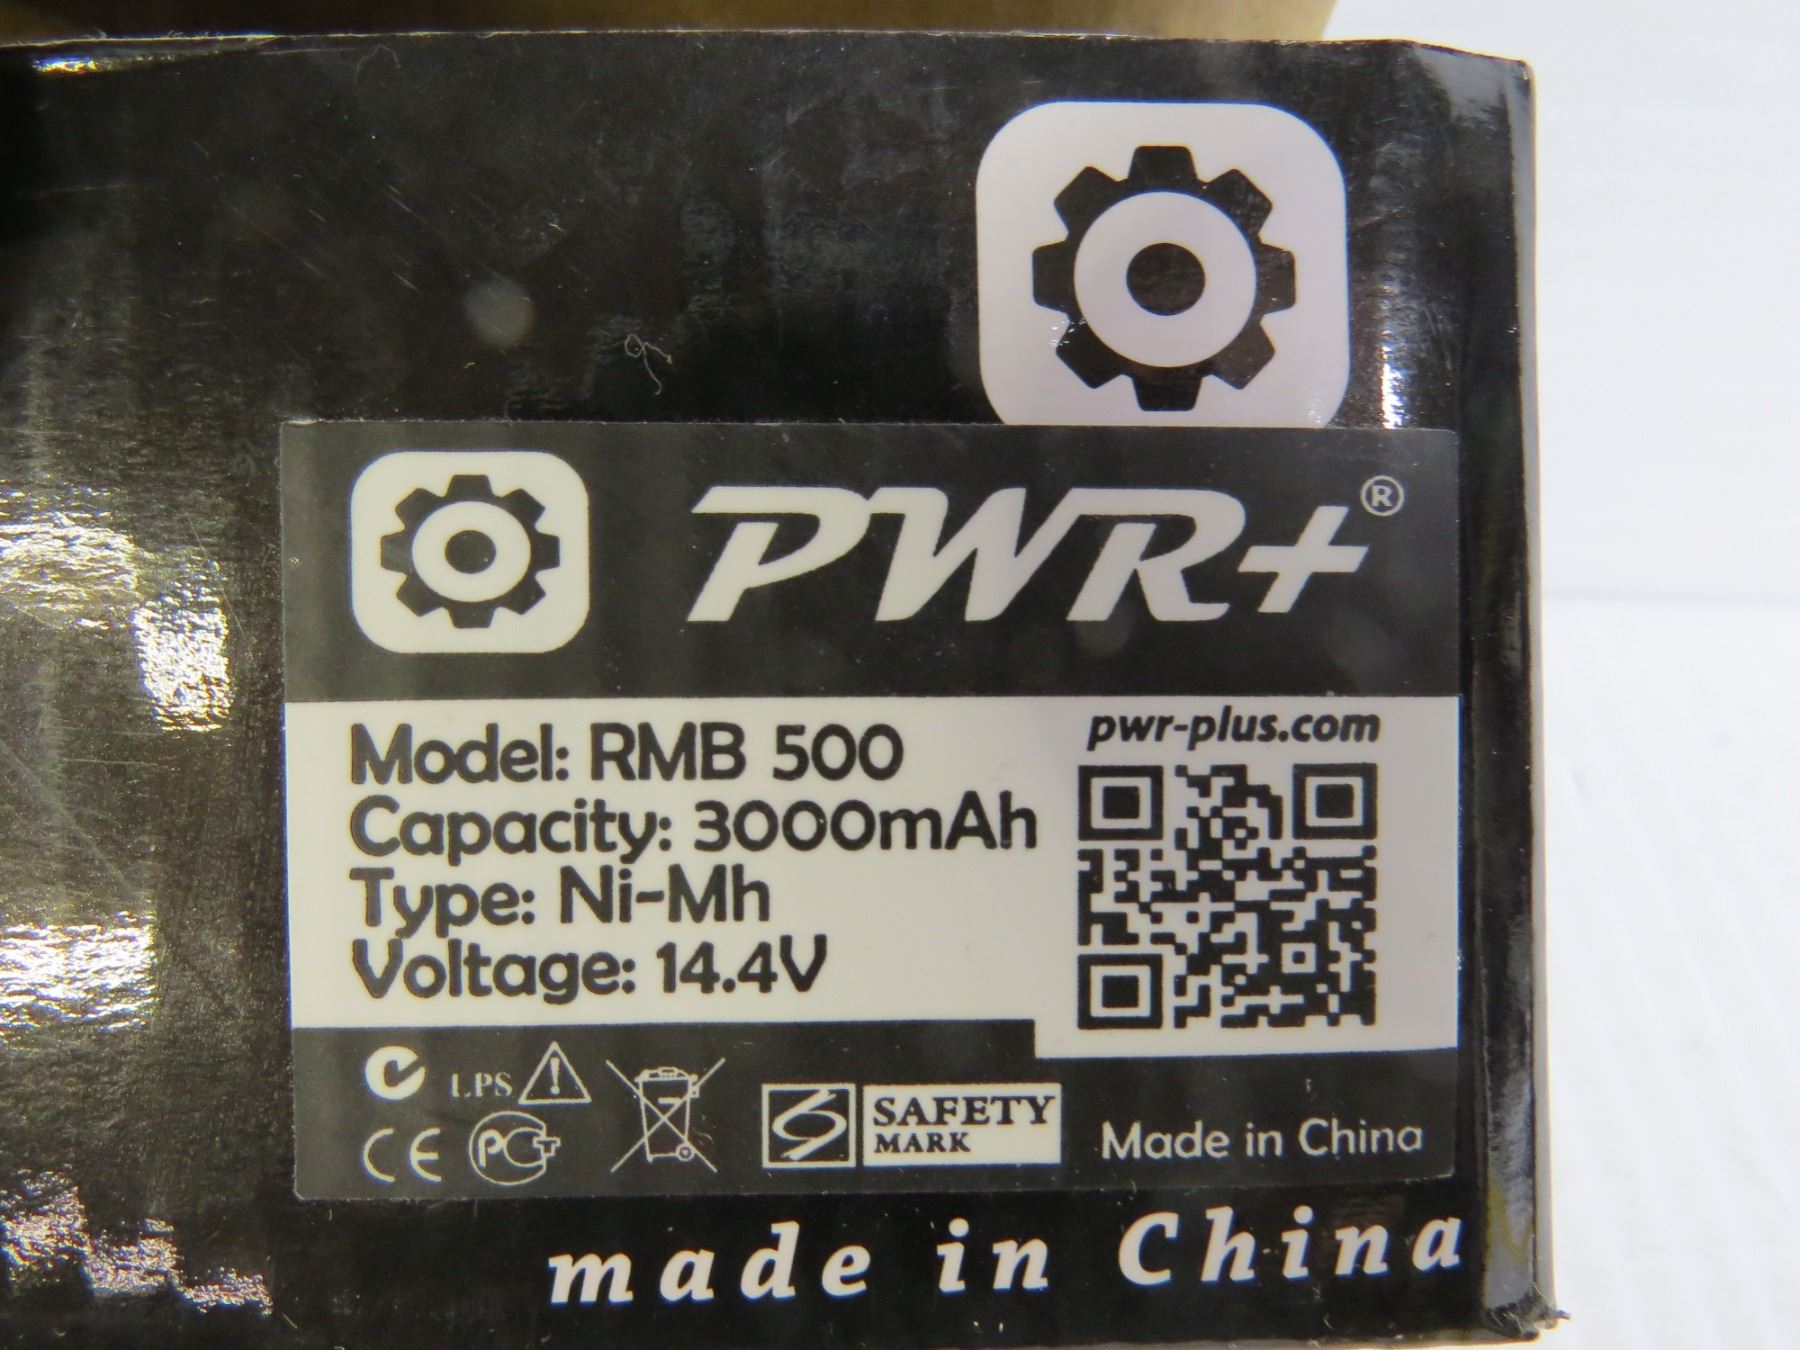 PWR+®
Model: RMB 500
Capacity: 3000mAh
Type: Ni-Mh
Voltage: 14.4V
pwr-plus.com
LPS
CE
PCT
SAFETY
MARK
Made in China
made in China